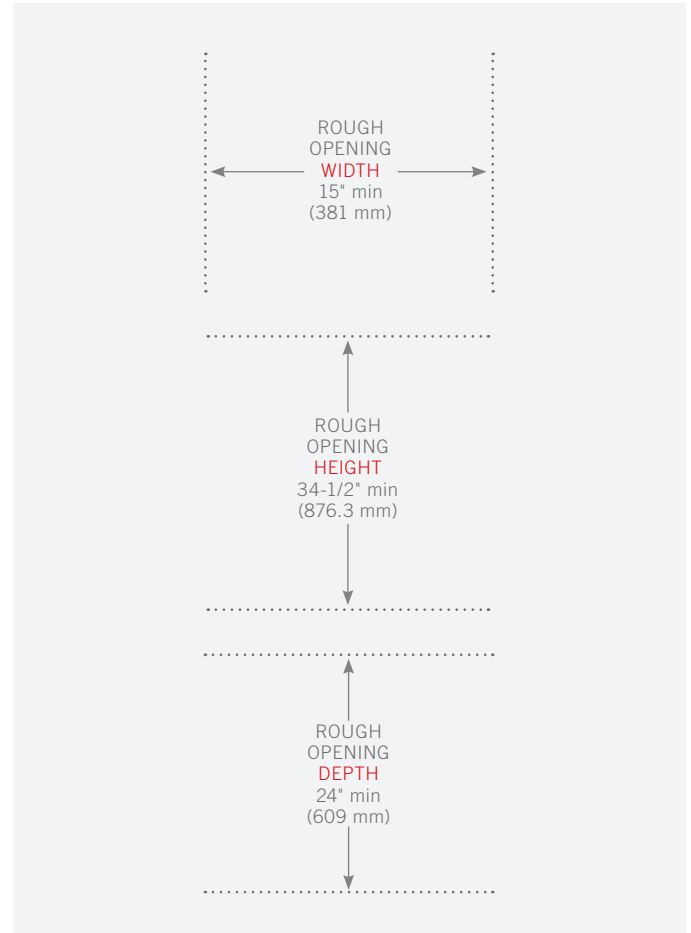 ROUGH
OPENING
WIDTH
15" min
(381 mm)
ROUGH
OPENING
HEIGHT
34-1/2" min
(876.3 mm)
ROUGH
OPENING
DEPTH
24" min
(609 mm)